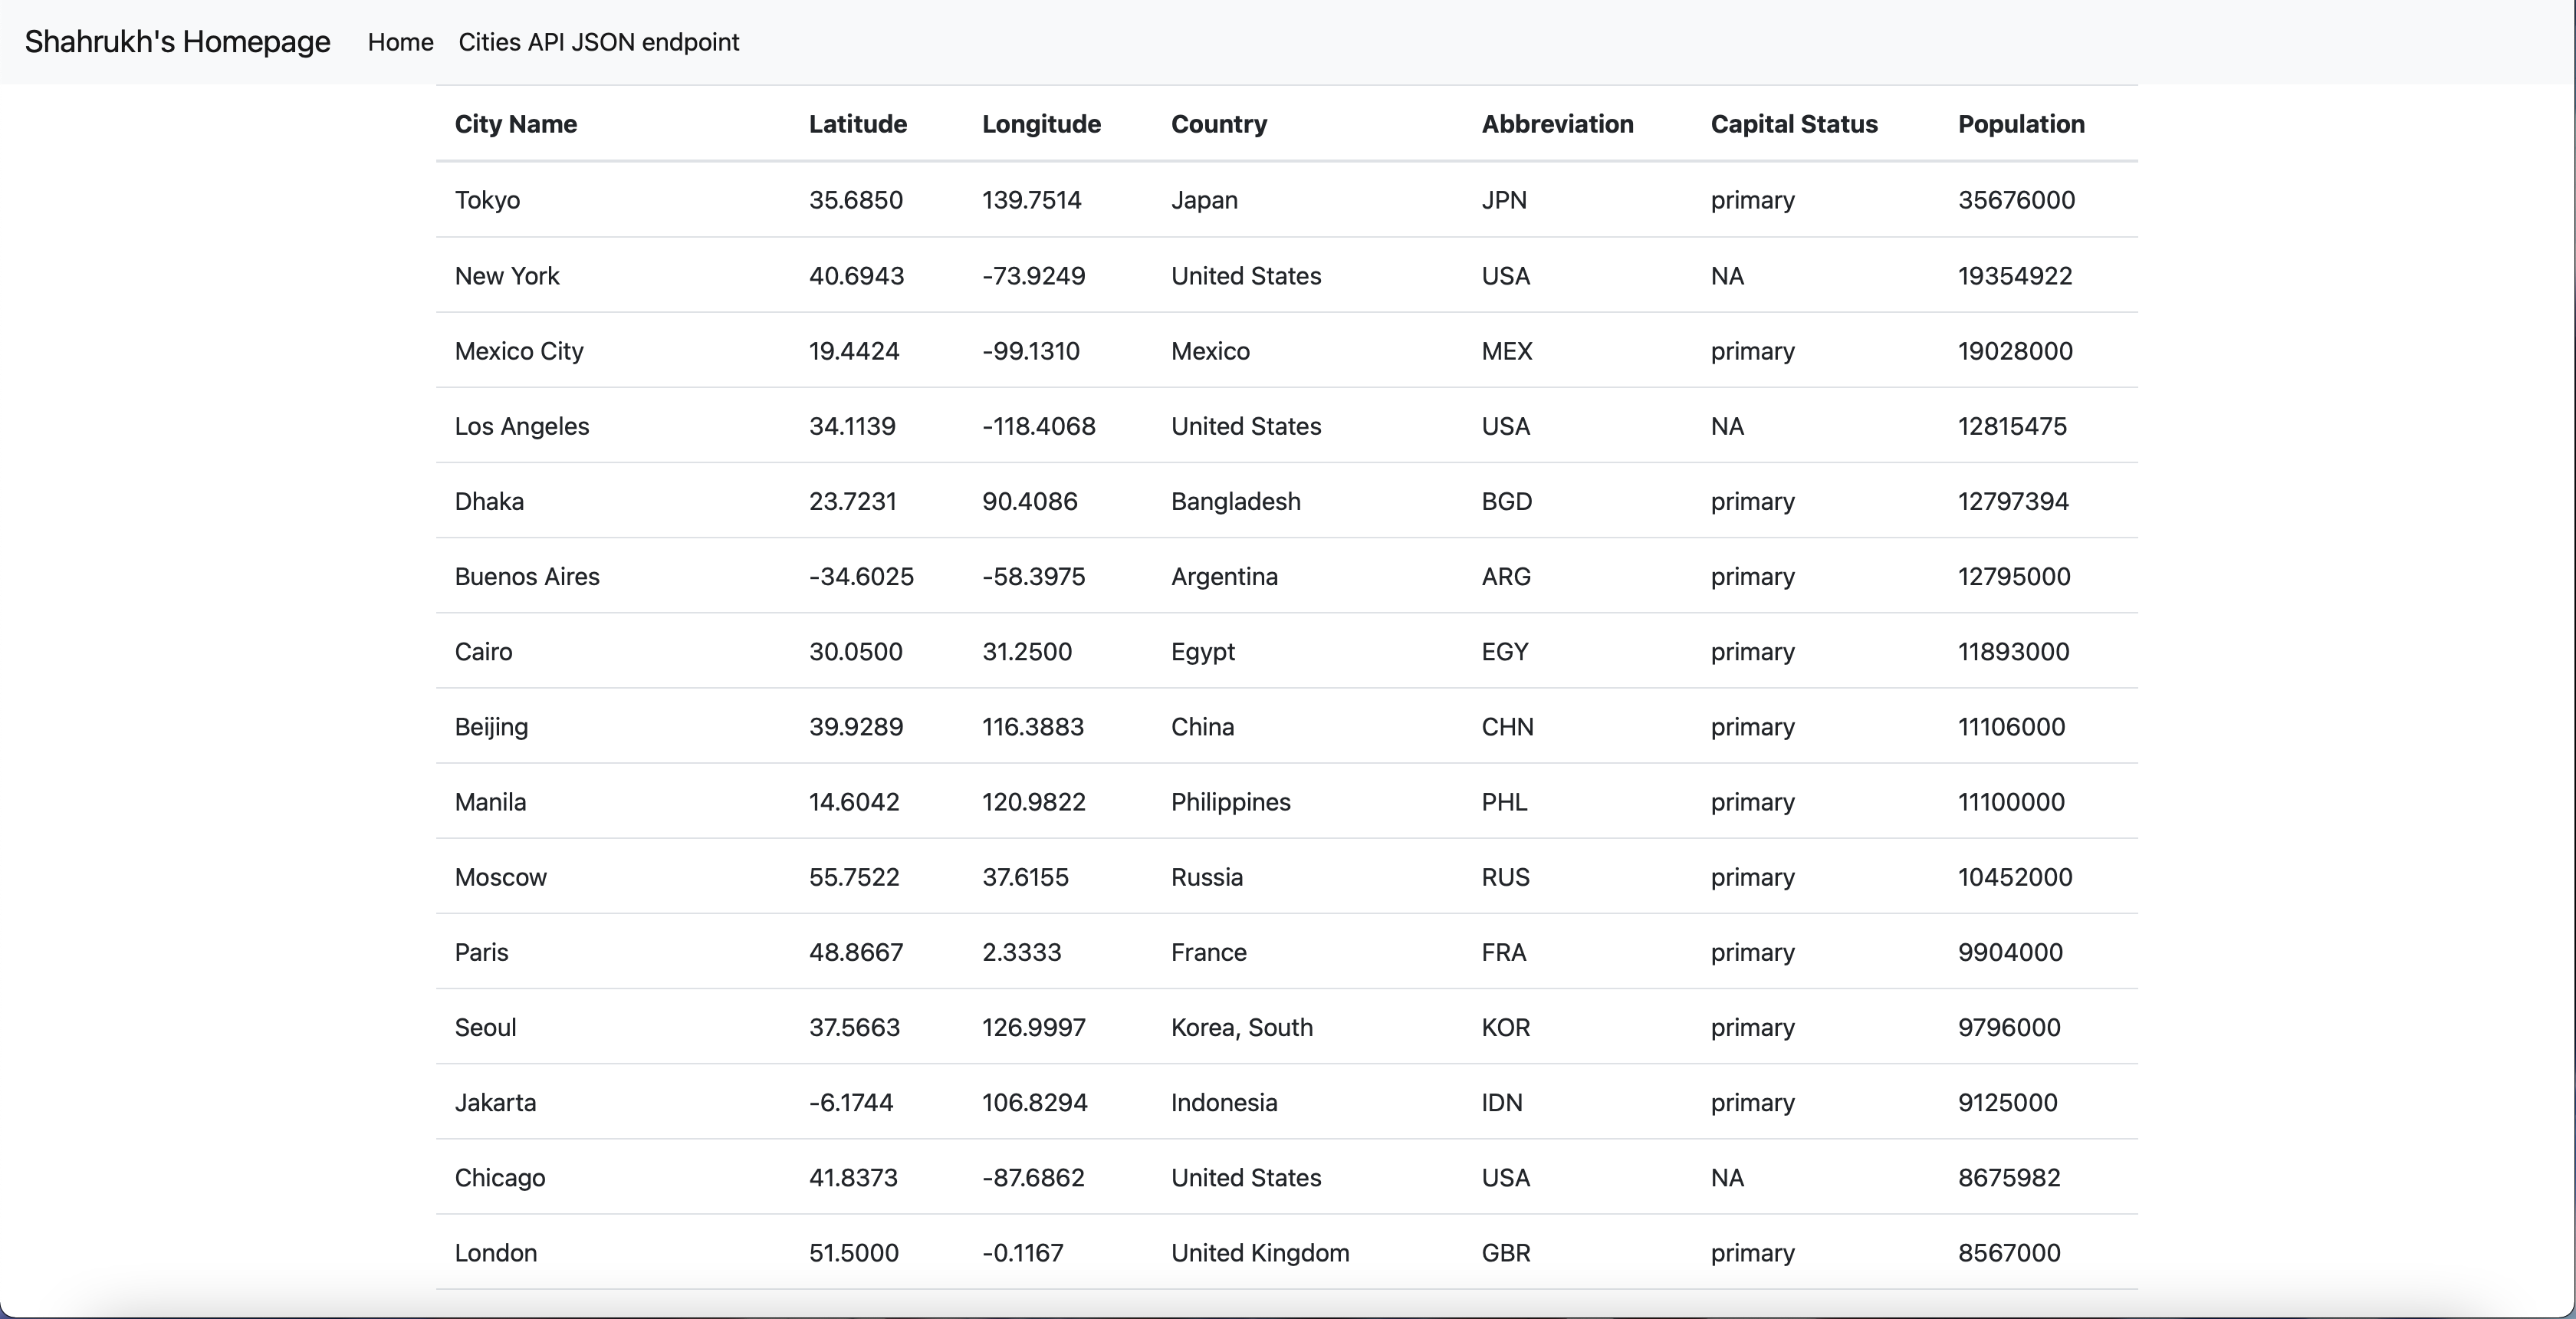 Shahrukh's Homepage Home Cities API JSON endpoint
City Name Latitude Longitude Country Abbreviation Capital Status Population
Tokyo 35.6850 139.7514 Japan JPN primary 35676000
New York 40.6943 -73.9249 United States USA NA 19354922
Mexico City 19.4424 -99.1310 Mexico MEX primary 19028000
Los Angeles 34.1139 -118.4068 United States USA NA 12815475
Dhaka 23.7231 90.4086 Bangladesh BGD primary 12797394
Buenos Aires -34.6025 -58.3975 Argentina ARG primary 12795000
Cairo 30.0500 31.2500 Egypt EGY primary 11893000
Beijing 39.9289 116.3883 China CHN primary 11106000
Manila 14.6042 120.9822 Philippines PHL primary 11100000
Moscow 55.7522 37.6155 Russia RUS primary 10452000
Paris 48.8667 2.3333 France FRA primary 9904000
Seoul 37.5663 126.9997 Korea, South KOR primary 9796000
Jakarta -6.1744 106.8294 Indonesia IDN primary 9125000
Chicago 41.8373 -87.6862 United States USA NA 8675982
London 51.5000 -0.1167 United Kingdom GBR primary 8567000